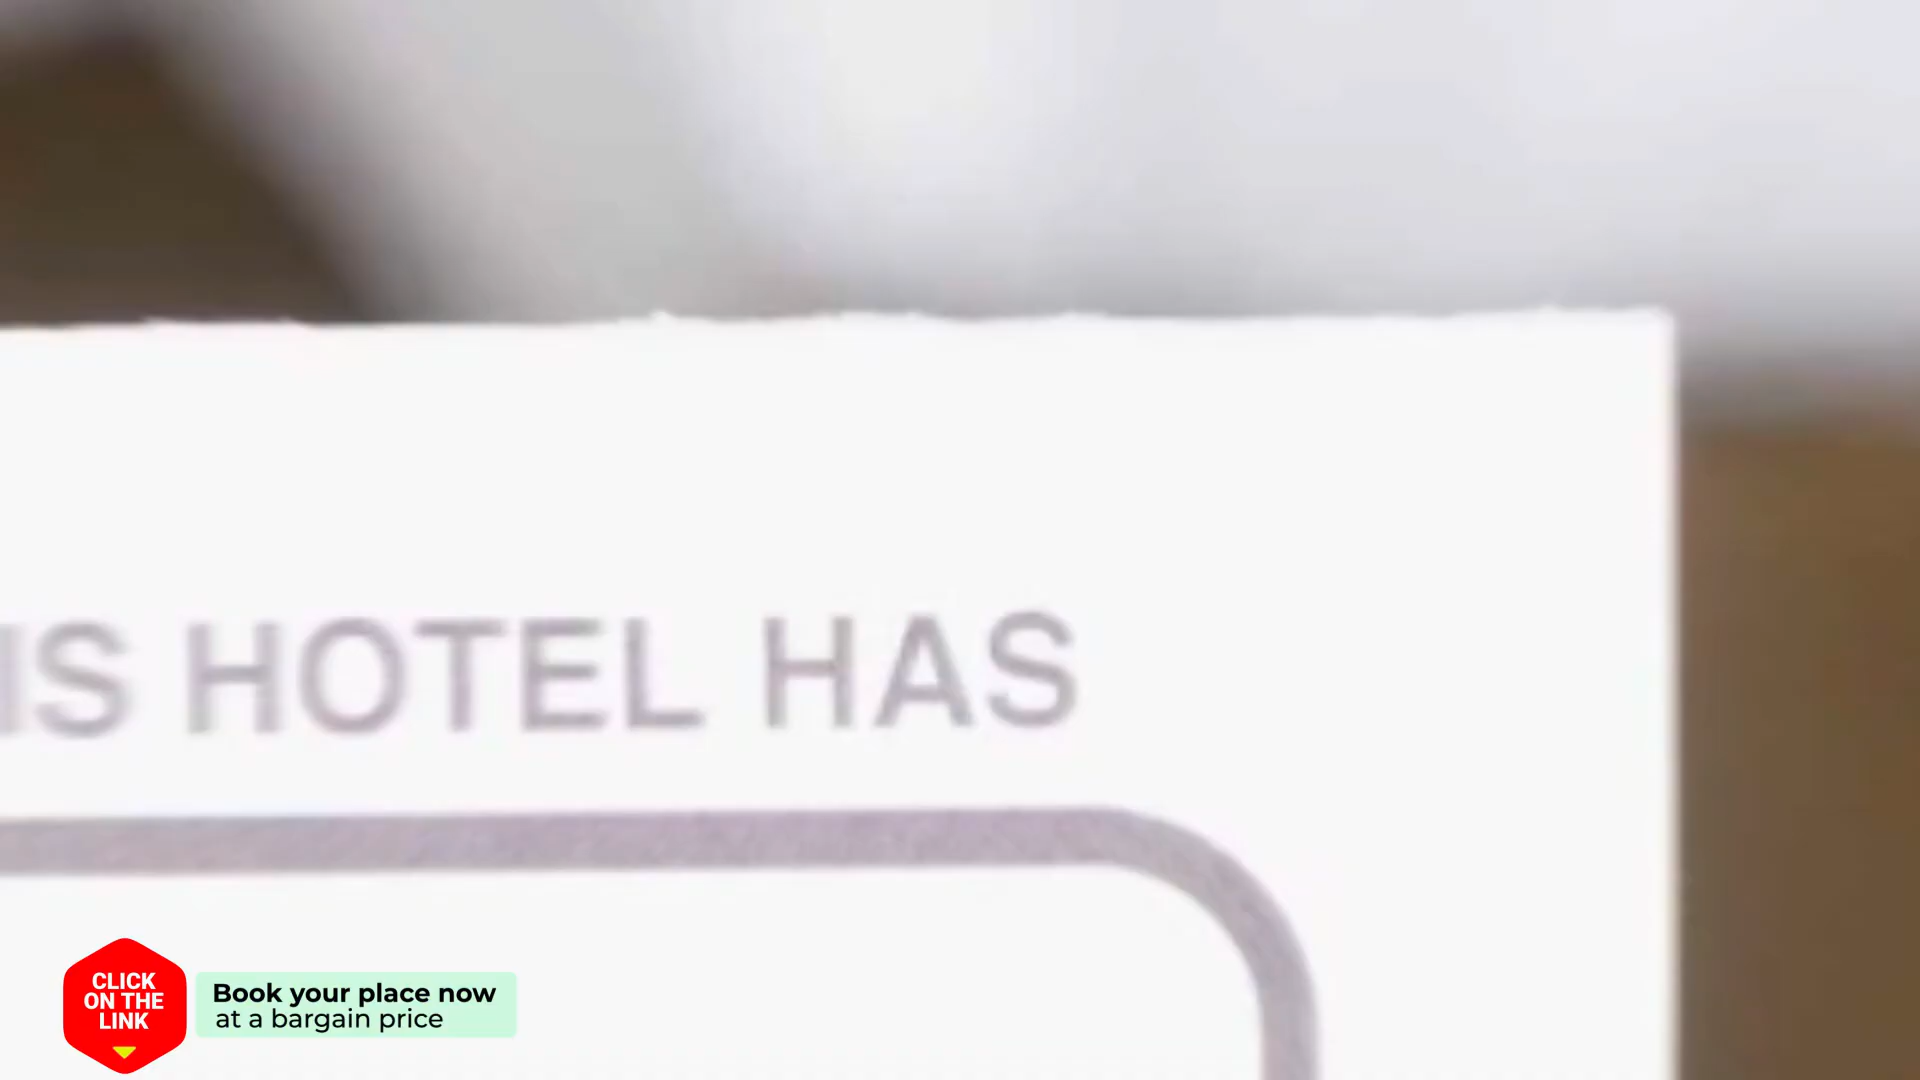 IS HOTEL HAS
CLICK
ON THE
LINK
Book your place now
at a bargain price